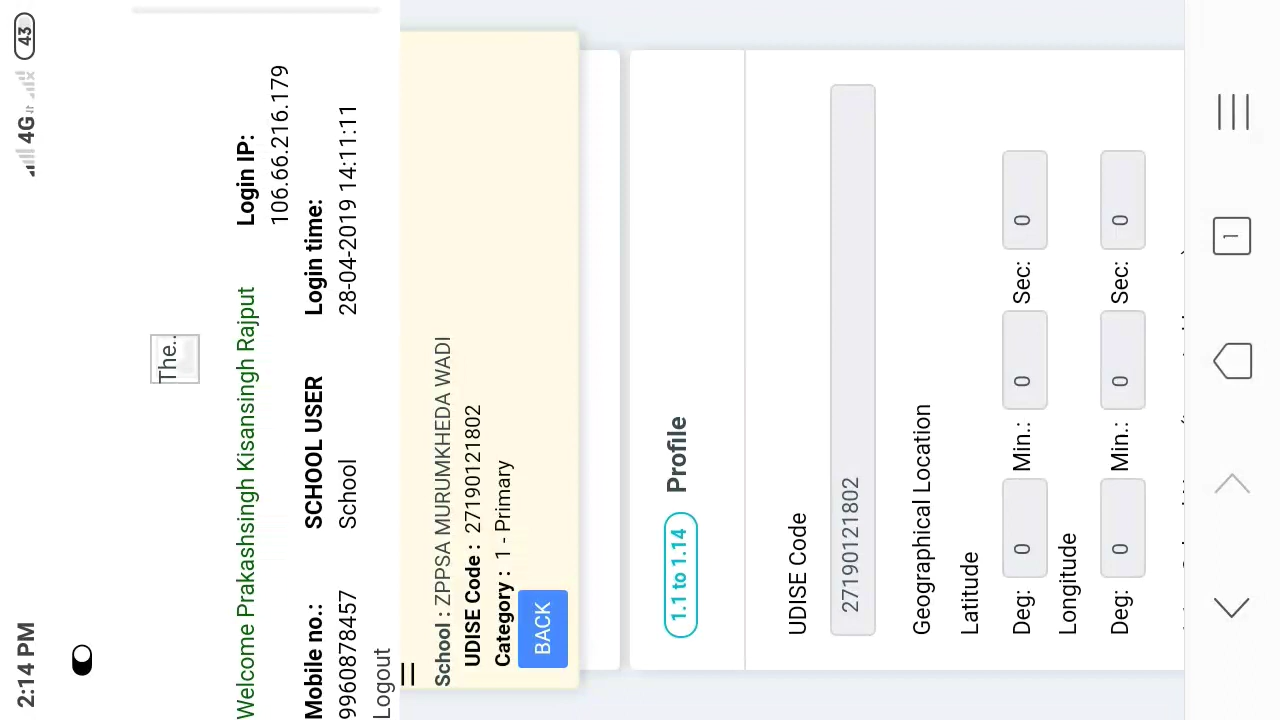 2:14 PM
4G
43
The..
Welcome Prakashsingh Kisansingh Rajput
Mobile no.:
9960878457
SCHOOL USER
School
Login IP:
106.66.216.179
Login time:
28-04-2019 14:11:11
Logout
School : ZPPSA MURUMKHEDA WADI
UDISE Code : 27190121802
Category : 1 - Primary
BACK
1.1 to 1.14 Profile
UDISE Code
27190121802
Geographical Location
Latitude
Deg: 0 Min.: 0 Sec: 0
Longitude
Deg: 0 Min.: 0 Sec: 0
1